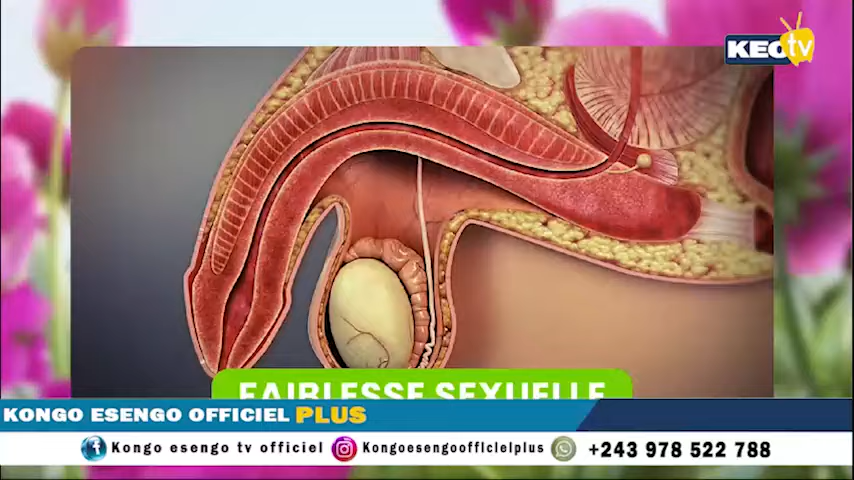 KEO tv
FAIBLESSE SEXUELLE
KONGO ESENGO OFFICIEL PLUS
Kongo esengo tv officiel Kongoesengoofficielplus +243 978 522 788